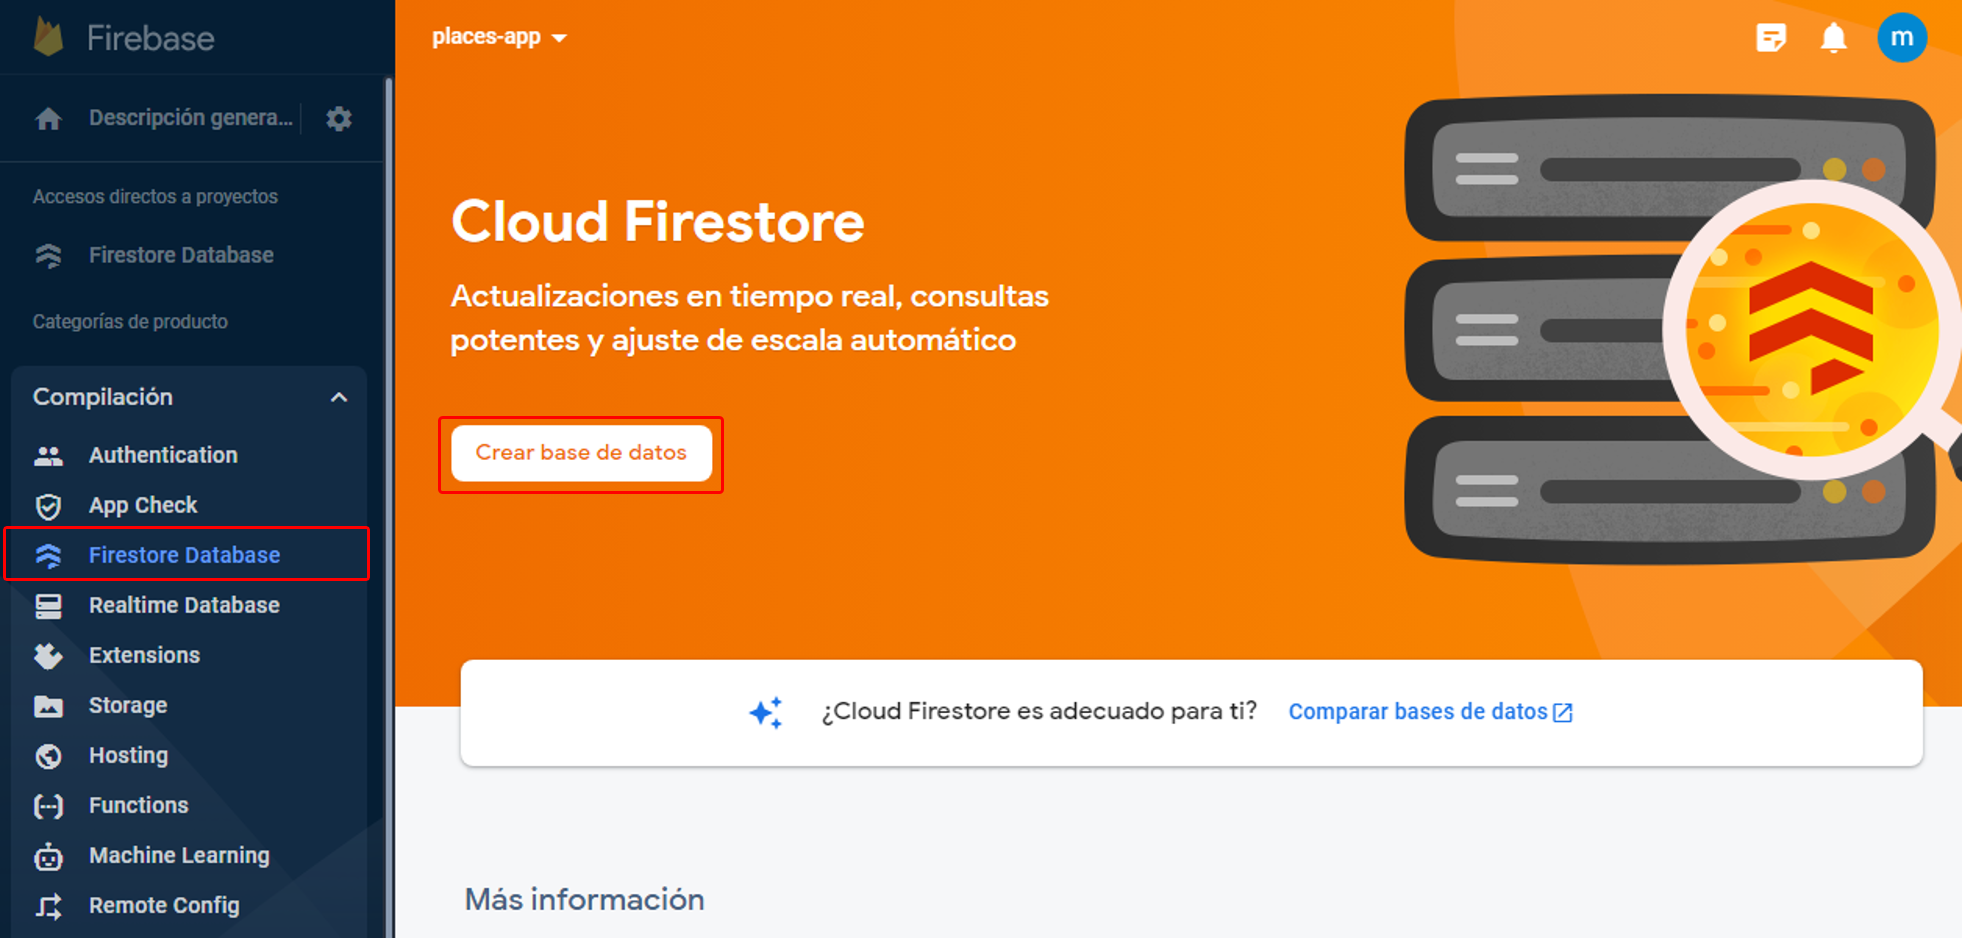 Firebase
Descripción genera...
Accesos directos a proyectos
Firestore Database
Categorías de producto
Compilación
Authentication
App Check
Firestore Database
Realtime Database
Extensions
Storage
Hosting
Functions
Machine Learning
Remote Config
places-app
m
Cloud Firestore
Actualizaciones en tiempo real, consultas
potentes y ajuste de escala automático
Crear base de datos
¿Cloud Firestore es adecuado para ti? Comparar bases de datos
Más información